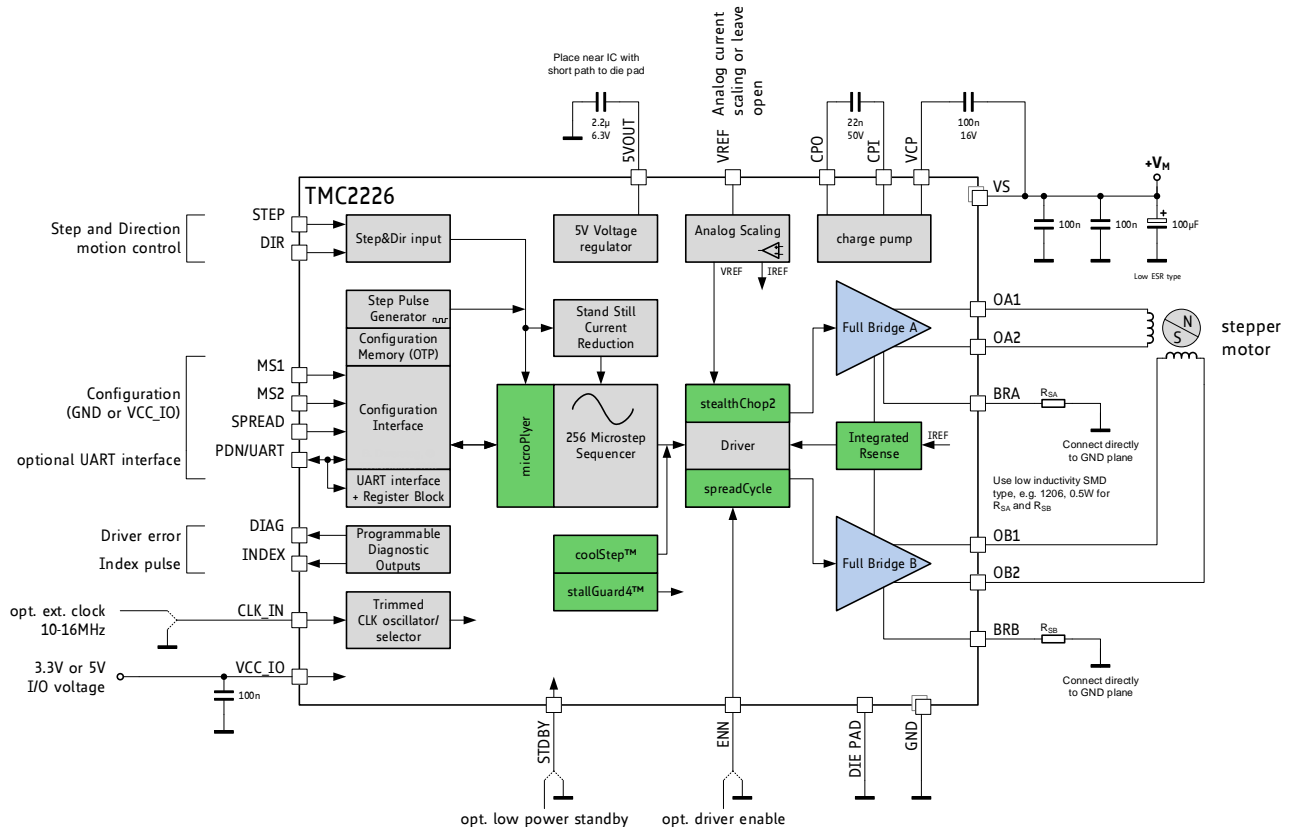 Place near IC with
short path to die pad
2.2µ
6.3V
5VOUT
Analog current
scaling or leave
open
VREF
22n
50V
CPO
CPI
100n
16V
VCP
+VM
VS
100n
100n
+
100µF
Low ESR type
TMC2226
Step and Direction
motion control
STEP
DIR
Step&Dir input
5V Voltage
regulator
Analog Scaling
VREF
IREF
charge pump
Step Pulse
Generator
Configuration
Memory (OTP)
Stand Still
Current
Reduction
Full Bridge A
OA1
OA2
N
S
stepper
motor
Configuration
(GND or VCC_IO)
optional UART interface
MS1
MS2
SPREAD
PDN/UART
Configuration
Interface
UART interface
+ Register Block
microPlyer
256 Microstep
Sequencer
stealthChop2
Driver
spreadCycle
Integrated
Rsense
IREF
BRA
RSA
Connect directly
to GND plane
Use low inductivity SMD
type, e.g. 1206, 0.5W for
RSA and RSB
Driver error
Index pulse
DIAG
INDEX
Programmable
Diagnostic
Outputs
coolStep™
stallGuard4™
Full Bridge B
OB1
OB2
opt. ext. clock
10-16MHz
CLK_IN
Trimmed
CLK oscillator/
selector
BRB
RSB
Connect directly
to GND plane
3.3V or 5V
I/O voltage
VCC_IO
100n
STDBY
ENN
DIE PAD
GND
opt. low power standby
opt. driver enable